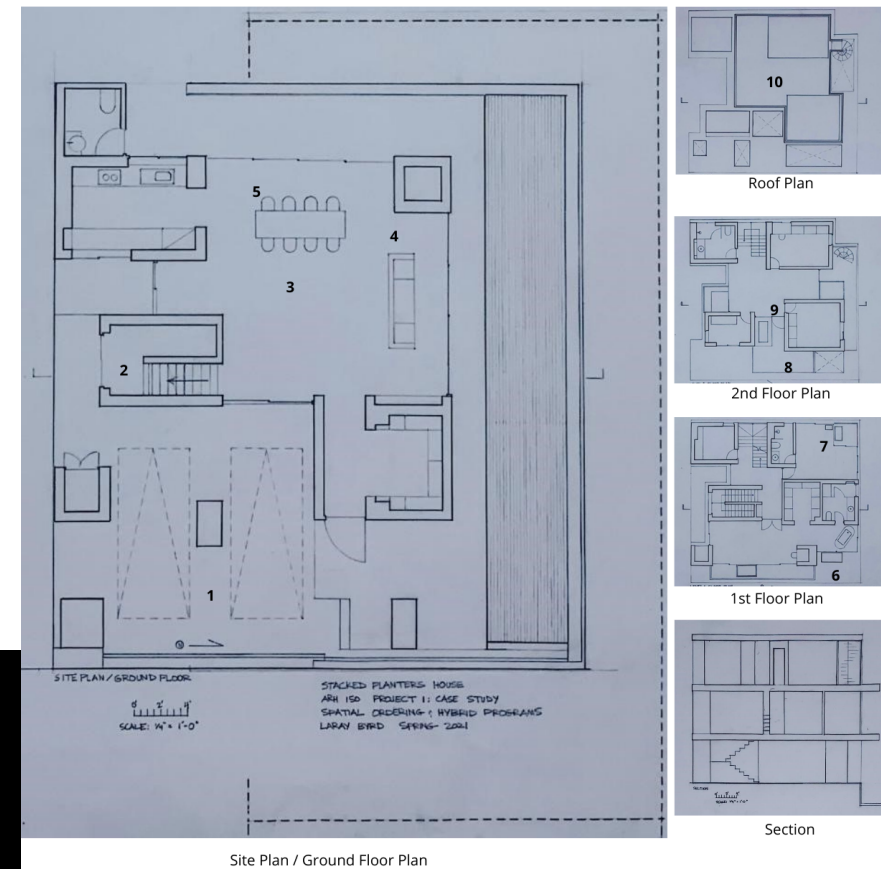 10
Roof Plan
5
4
3
2
1
9
8
2nd Floor Plan
7
6
1st Floor Plan
SITE PLAN/GROUND FLOOR
SCALE: ¼" = 1'-0"
STACKED PLANTERS HOUSE
ARH 150 PROJECT 1: CASE STUDY
SPATIAL ORDERING & HYBRID PROGRAMS
LARAY BYRD SPRING 2021
Section
Site Plan / Ground Floor Plan